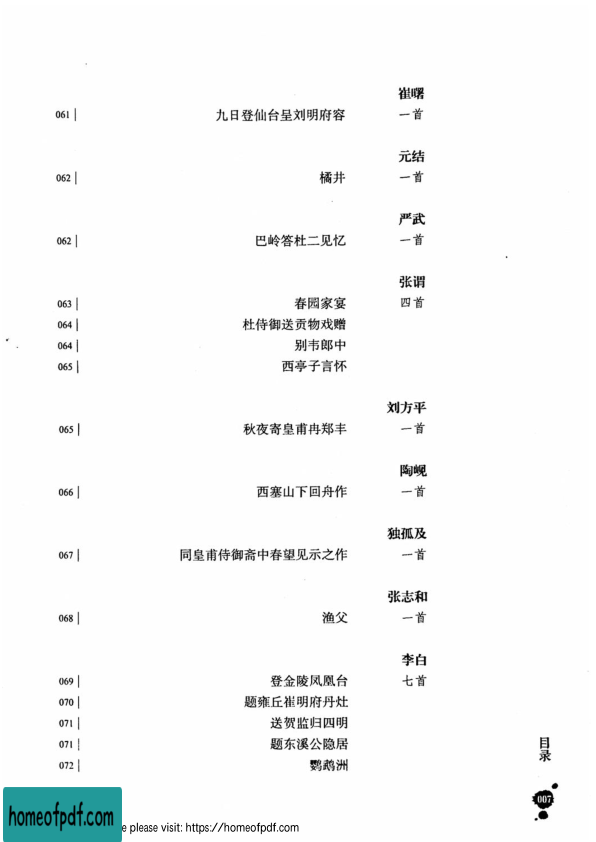 崔曙
061| 九日登仙台呈刘明府容 一首
元结
062| 橘井 一首
严武
062| 巴岭答杜二见忆 一首
张谓
063| 春园家宴 四首
064| 杜侍御送贡物戏赠
064| 别韦郎中
065| 西亭子言怀
刘方平
065| 秋夜寄皇甫冉郑丰 一首
陶岘
066| 西塞山下回舟作 一首
独孤及
067| 同皇甫侍御斋中春望见示之作 一首
张志和
068| 渔父 一首
李白
069| 登金陵凤凰台 七首
070| 题雍丘崔明府丹灶
071| 送贺监归四明
071| 题东溪公隐居
072| 鹦鹉洲
目录
007
homeofpdf.com
e please visit: https://homeofpdf.com